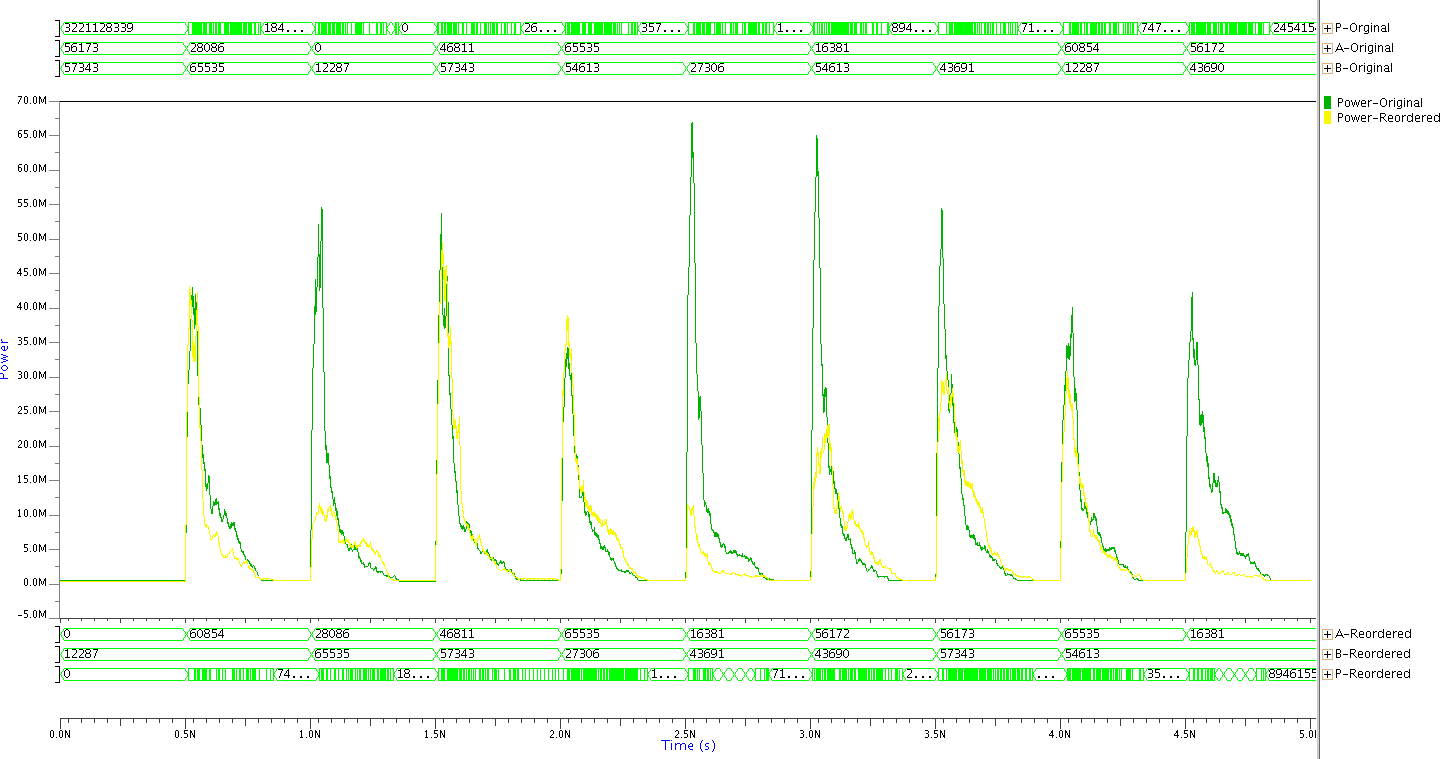 3221128339 184... 0 26... 357... 1... 894... 71... 747... 245415 P-Orginal
56173 28086 0 46811 65535 16381 60854 56172 A-Original
57343 65535 12287 57343 54613 27306 54613 43691 12287 43690 B-Original
70.0M
65.0M
60.0M
55.0M
50.0M
45.0M
40.0M
35.0M
30.0M
25.0M
20.0M
15.0M
10.0M
5.0M
0.0M
-5.0M
Power
Power-Original
Power-Reordered
0 60854 28086 46811 65535 16381 56172 56173 65535 16381 A-Reordered
12287 65535 57343 27306 43691 43690 57343 54613 B-Reordered
0 74... 18... 1... 71... 2... ... 35... 8946155 P-Reordered
0.0N 0.5N 1.0N 1.5N 2.0N 2.5N 3.0N 3.5N 4.0N 4.5N 5.0N
Time (s)